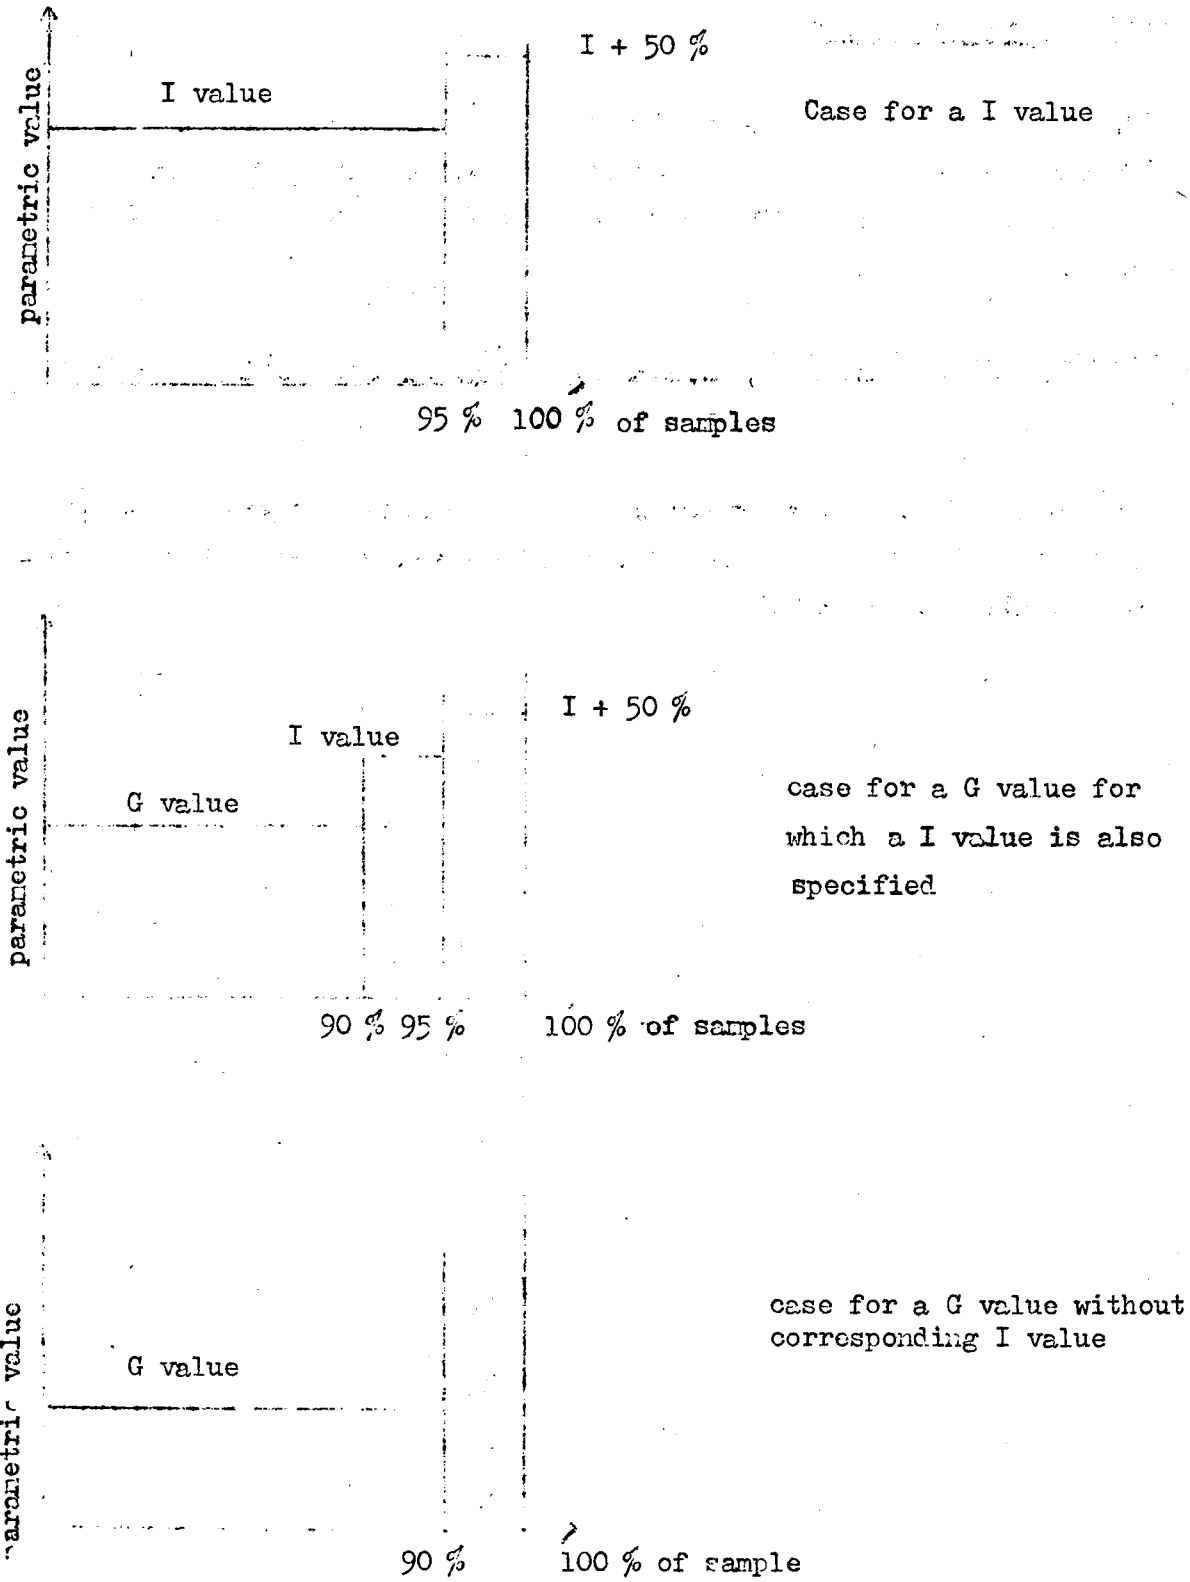 I + 50 %
I value
Case for a I value
parametric value
95 % 100 % of samples
I + 50 %
I value
G value
case for a G value for
which a I value is also
specified
parametric value
90 % 95 % 100 % of samples
G value
case for a G value without
corresponding I value
parametric value
90 % 100 % of sample